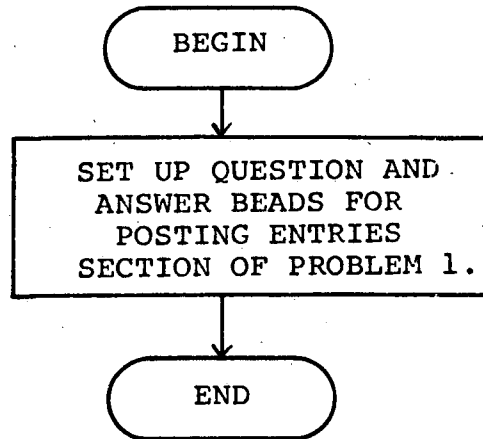 BEGIN
SET UP QUESTION AND
ANSWER BEADS FOR
POSTING ENTRIES
SECTION OF PROBLEM 1.
END